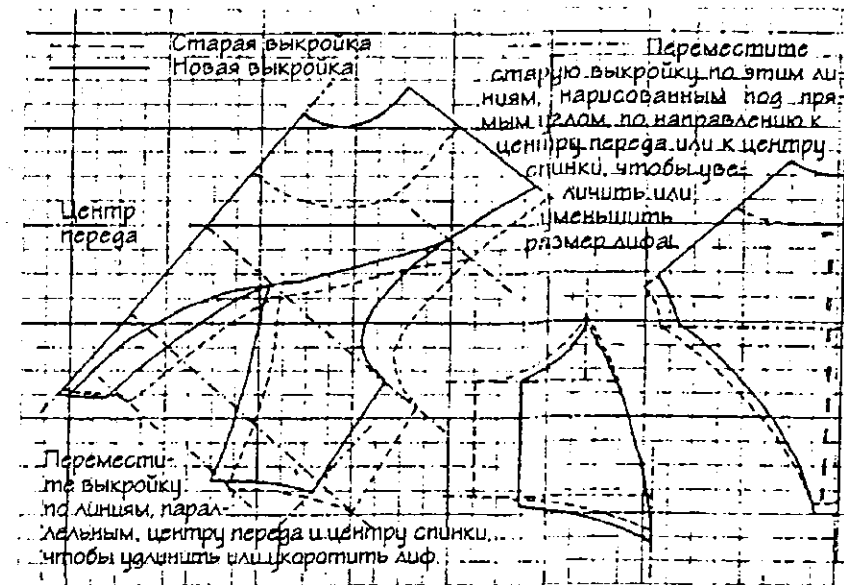 Старая выкройка
Новая выкройка
Переместите
старую выкройку по этим ли-
ниям, нарисованным под пря-
мым углом по направлению к
центру переда или к центру
спинки, чтобы уве-
личить или
уменьшить
размер лифа.
Центр
переда
Перемести-
те выкройку
по линиям, парал-
лельным, центру переда и центру спинки,
чтобы удлинить или укоротить лиф.